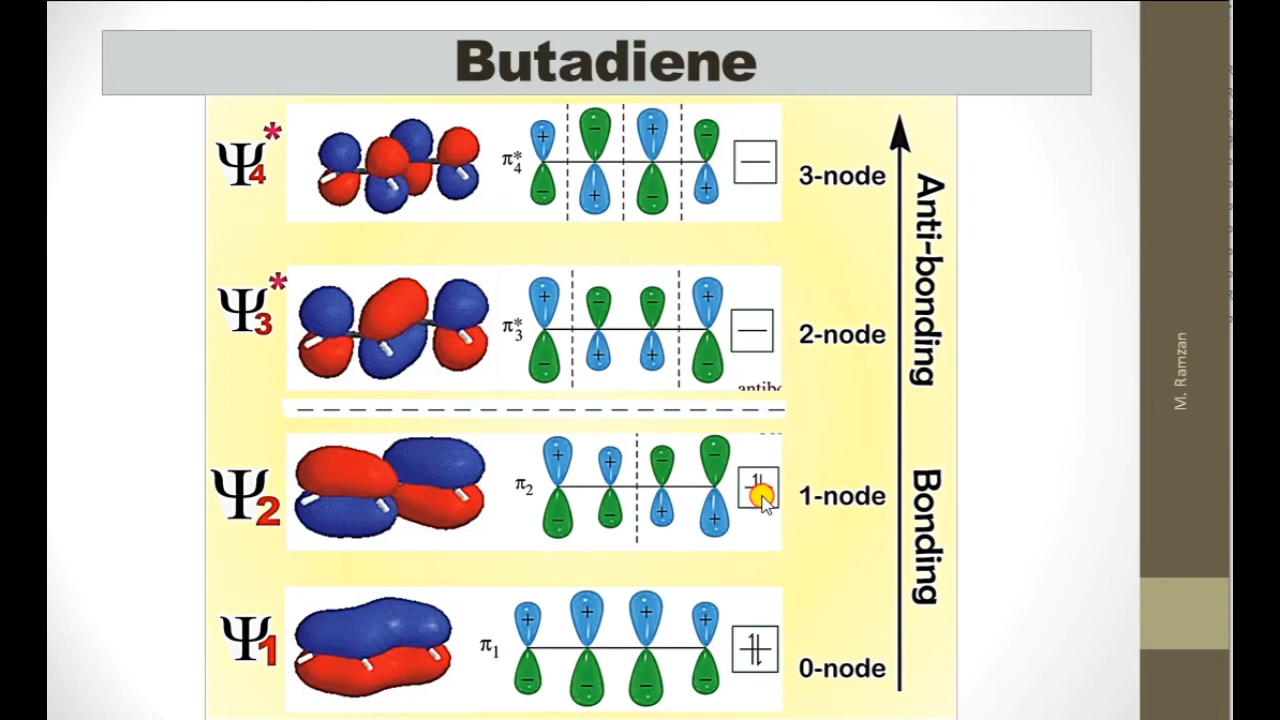 Butadiene
Ψ4*
π4*
+ − + −
− + − +
3-node
Ψ3*
π3*
+ − − +
− + + −
2-node
Anti-bonding
M. Ramzan
Ψ2
π2
+ + − −
− − + +
1-node
Bonding
Ψ1
π1
+ + + +
− − − −
0-node